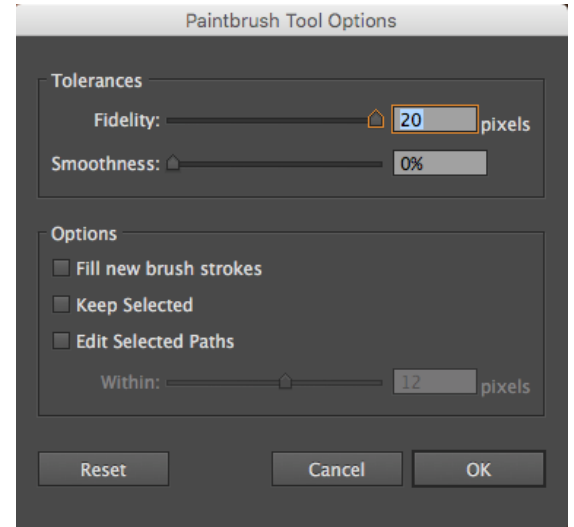 Paintbrush Tool Options
Tolerances
Fidelity: 20 pixels
Smoothness: 0%
Options
Fill new brush strokes
Keep Selected
Edit Selected Paths
Within: 12 pixels
Reset Cancel OK